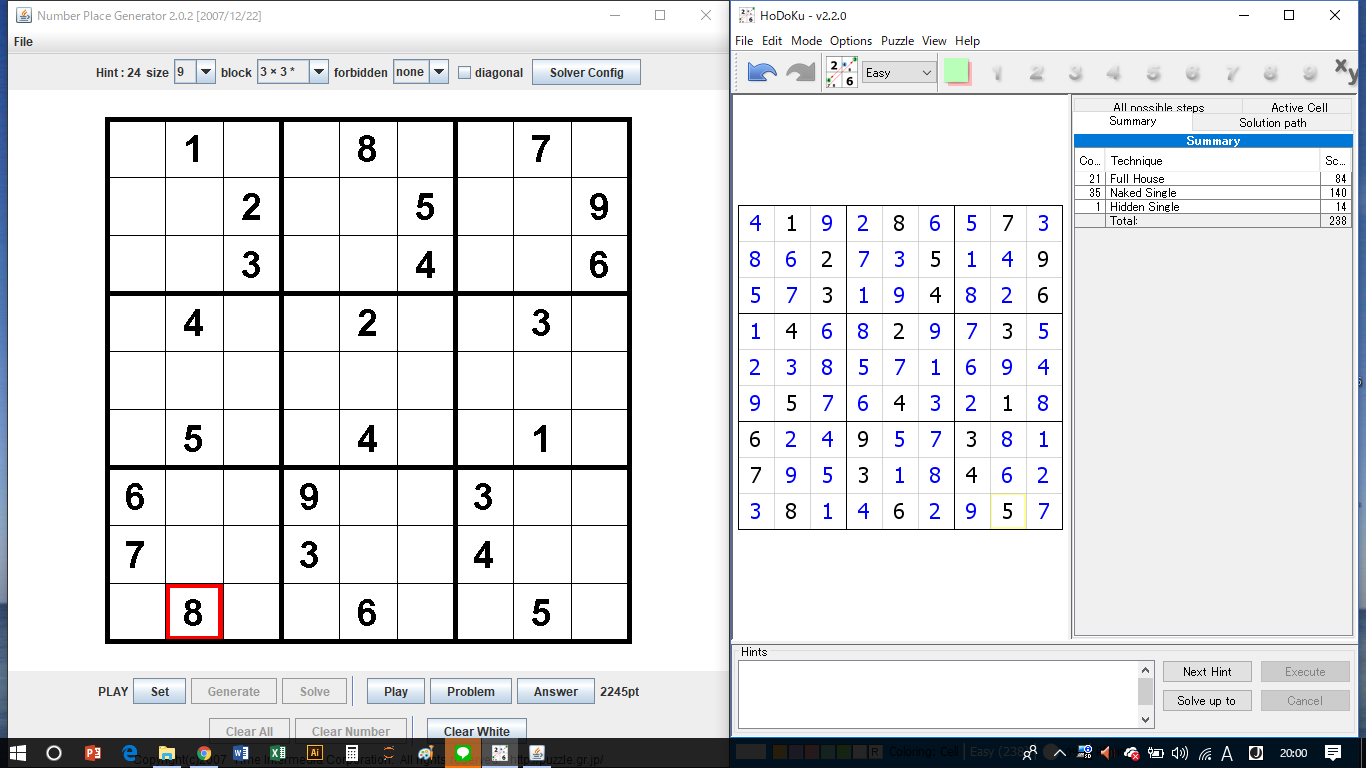 Number Place Generator 2.0.2 [2007/12/22]
File
Hint : 24 size 9 block 3 × 3 * forbidden none diagonal Solver Config
1 8 7
2 5 9
3 4 6
4 2 3
5 4 1
6 9 3
7 3 4
8 6 5
PLAY Set Generate Solve Play Problem Answer 2245pt
Clear All Clear Number Clear White
HoDoKu - v2.2.0
File Edit Mode Options Puzzle View Help
2 6 Easy 1 2 3 4 5 6 7 8 9 xy
All possible steps Active Cell
Summary Solution path
Summary
Co... Technique Sc...
21 Full House 84
35 Naked Single 140
1 Hidden Single 14
Total: 238
4 1 9 2 8 6 5 7 3
8 6 2 7 3 5 1 4 9
5 7 3 1 9 4 8 2 6
1 4 6 8 2 9 7 3 5
2 3 8 5 7 1 6 9 4
9 5 7 6 4 3 2 1 8
6 2 4 9 5 7 3 8 1
7 9 5 3 1 8 4 6 2
3 8 1 4 6 2 9 5 7
Hints
Next Hint Execute
Solve up to Cancel
A 20:00